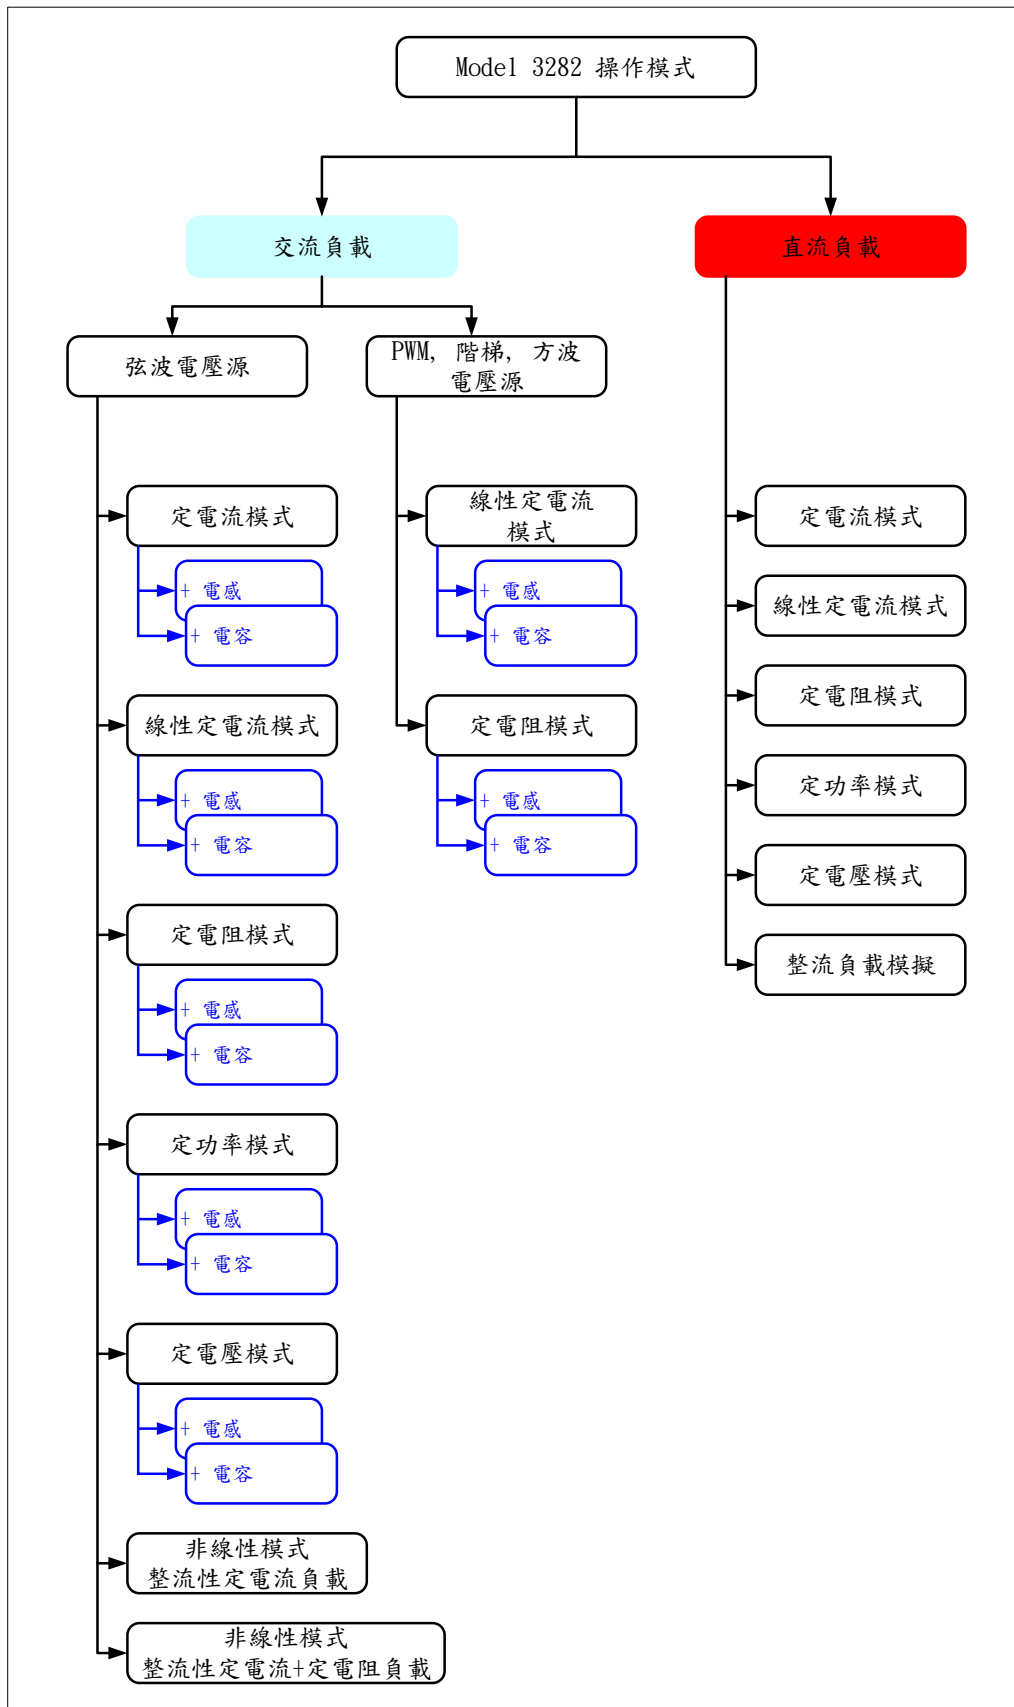 Model 3282 操作模式
交流負載
直流負載
弦波電壓源
PWM, 階梯, 方波
電壓源
定電流模式
+ 電感
+ 電容
線性定電流模式
+ 電感
+ 電容
定電阻模式
+ 電感
+ 電容
定功率模式
+ 電感
+ 電容
定電壓模式
+ 電感
+ 電容
非線性模式
整流性定電流負載
非線性模式
整流性定電流+定電阻負載
線性定電流
模式
+ 電感
+ 電容
定電阻模式
+ 電感
+ 電容
定電流模式
線性定電流模式
定電阻模式
定功率模式
定電壓模式
整流負載模擬